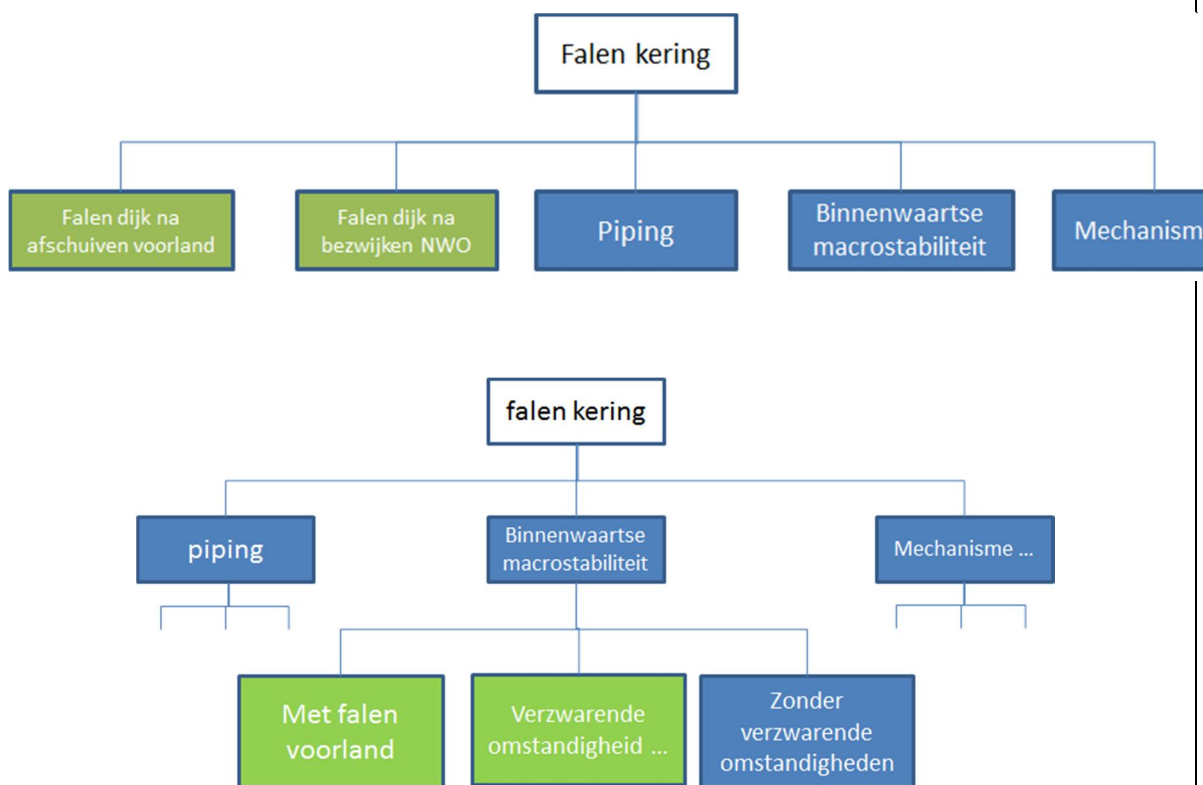 Falen kering
Falen dijk na
afschuiven voorland
Falen dijk na
bezwijken NWO
Piping
Binnenwaartse
macrostabiliteit
Mechanism
falen kering
piping
Binnenwaartse
macrostabiliteit
Mechanisme ...
Met falen
voorland
Verzwarende
omstandigheid ...
Zonder
verzwarende
omstandigheden